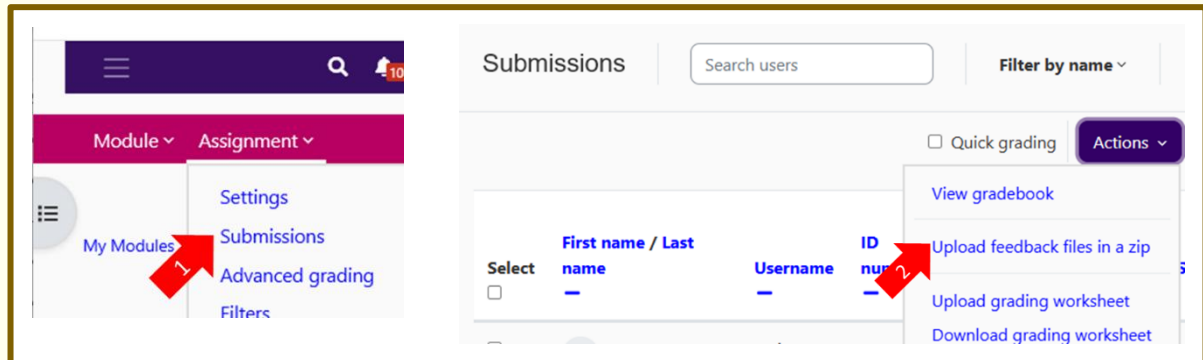 10
Module Assignment
Settings
My Modules
Submissions
1
Advanced grading
Filters
Submissions
Search users
Filter by name
Quick grading
Actions
View gradebook
Upload feedback files in a zip
2
Upload grading worksheet
Download grading worksheet
Select
First name / Last name
Username
ID
S